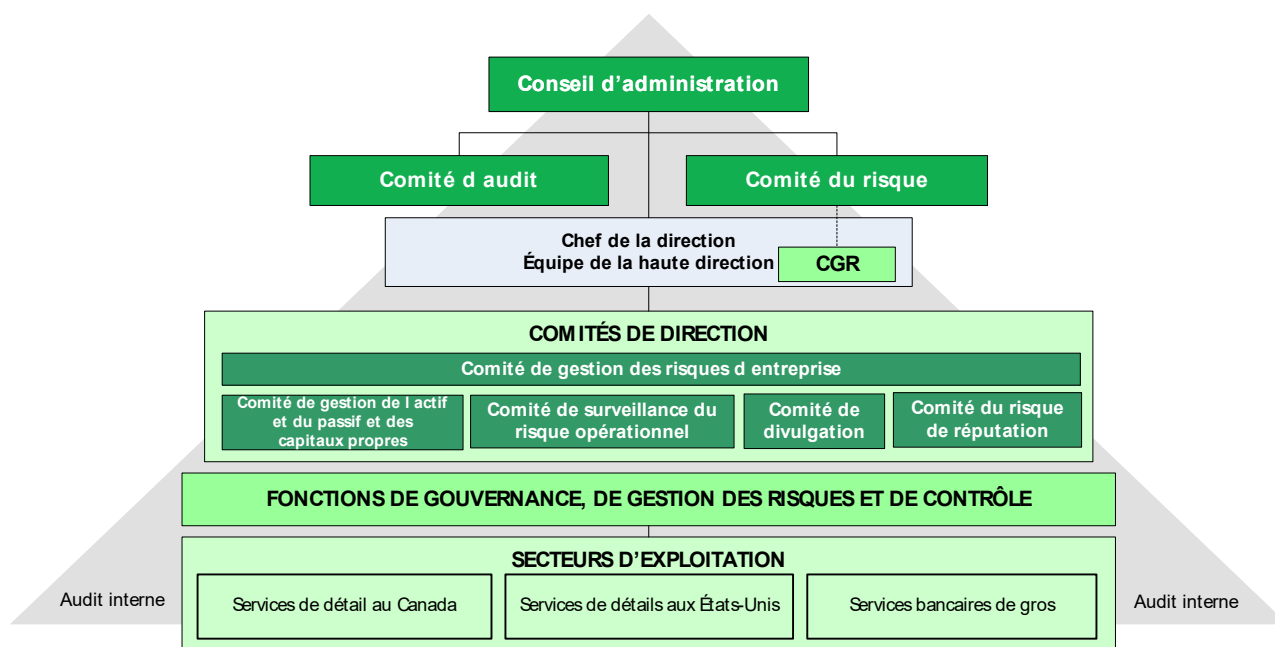 Conseil d'administration
Comité d audit
Comité du risque
Chef de la direction
Équipe de la haute direction
CGR
COMITÉS DE DIRECTION
Comité de gestion des risques d entreprise
Comité de gestion de l actif
et du passif et des
capitaux propres
Comité de surveillance du
risque opérationnel
Comité de
divulgation
Comité du risque
de réputation
FONCTIONS DE GOUVERNANCE, DE GESTION DES RISQUES ET DE CONTRÔLE
SECTEURS D'EXPLOITATION
Services de détail au Canada
Services de détails aux États-Unis
Services bancaires de gros
Audit interne
Audit interne